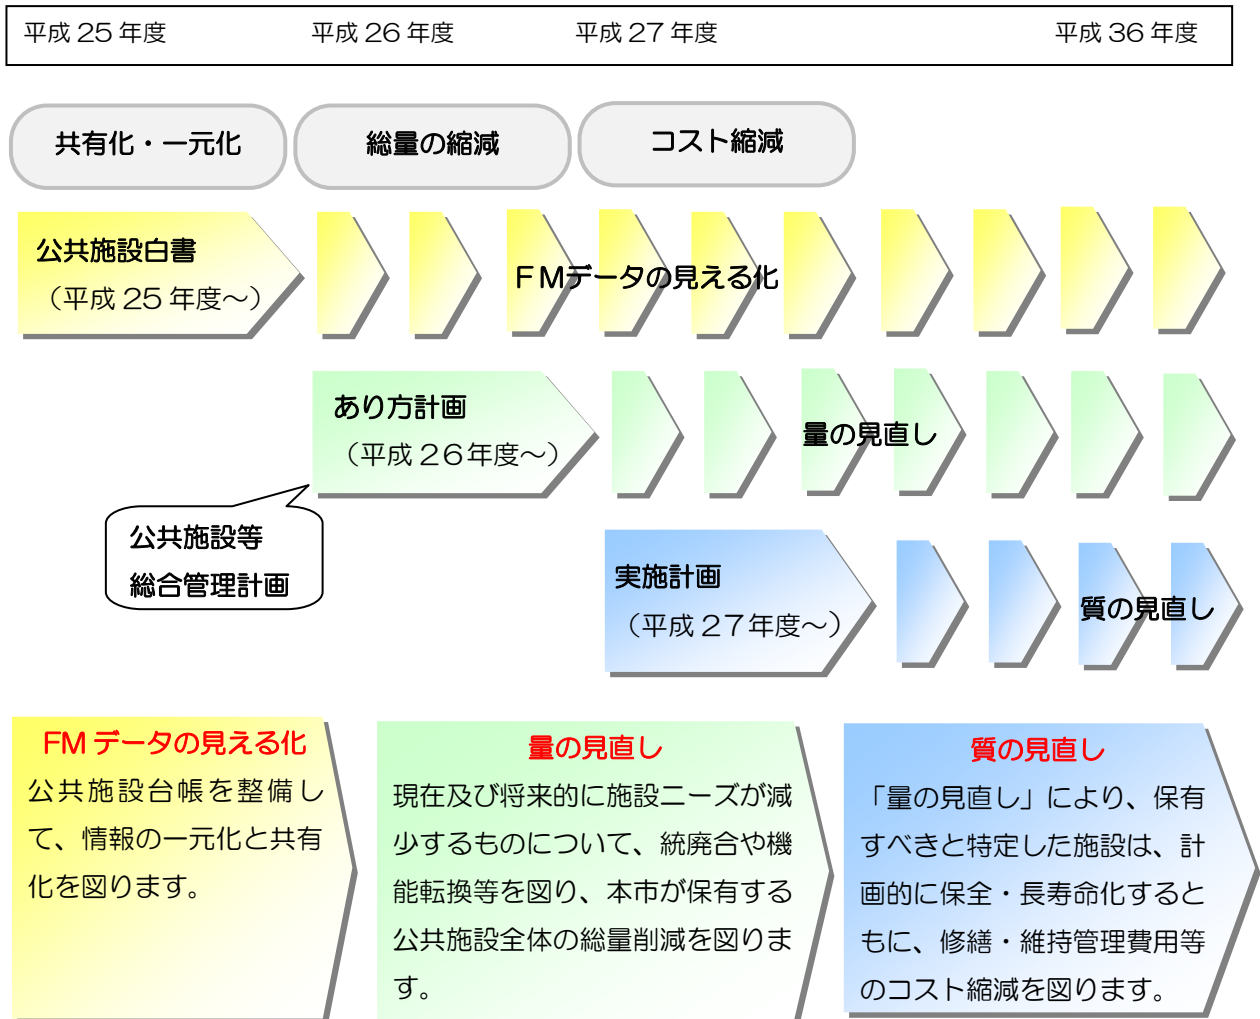 平成 25 年度 平成 26 年度 平成 27 年度 平成 36 年度
共有化・一元化 総量の縮減 コスト縮減
公共施設白書
（平成 25 年度～）
ＦＭデータの見える化
あり方計画
（平成 26年度～）
量の見直し
公共施設等
総合管理計画
実施計画
（平成 27年度～）
質の見直し
FM データの見える化
公共施設台帳を整備し
て、情報の一元化と共有
化を図ります。
量の見直し
現在及び将来的に施設ニーズが減
少するものについて、統廃合や機
能転換等を図り、本市が保有する
公共施設全体の総量削減を図りま
す。
質の見直し
「量の見直し」により、保有
すべきと特定した施設は、計
画的に保全・長寿命化すると
もに、修繕・維持管理費用等
のコスト縮減を図ります。